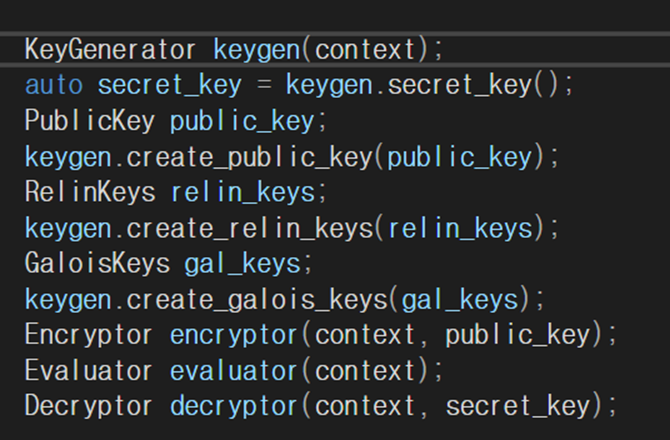 KeyGenerator keygen(context);
auto secret_key = keygen.secret_key();
PublicKey public_key;
keygen.create_public_key(public_key);
RelinKeys relin_keys;
keygen.create_relin_keys(relin_keys);
GaloisKeys gal_keys;
keygen.create_galois_keys(gal_keys);
Encryptor encryptor(context, public_key);
Evaluator evaluator(context);
Decryptor decryptor(context, secret_key);